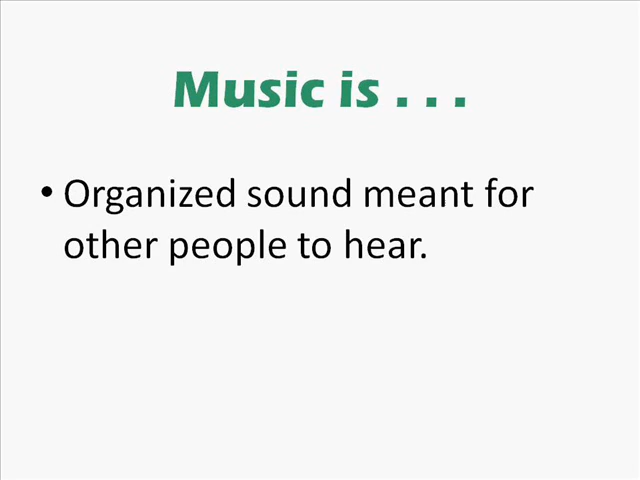 Music is . . .
• Organized sound meant for
other people to hear.